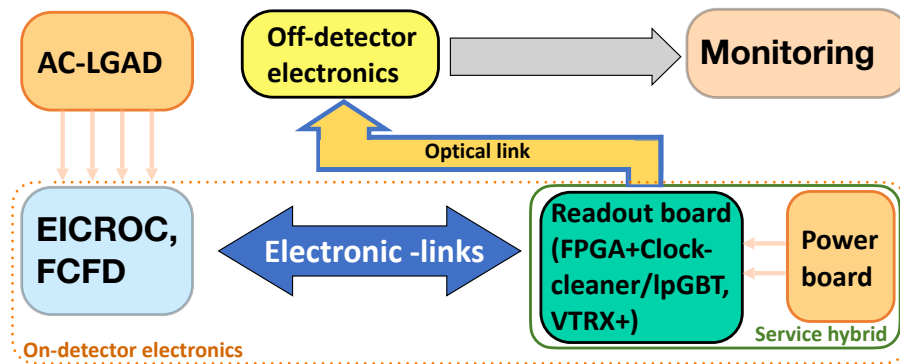 AC-LGAD
Off-detector
electronics
Monitoring
Optical link
EICROC,
FCFD
Electronic -links
Readout board
(FPGA+Clock-
cleaner/lpGBT,
VTRX+)
Power
board
On-detector electronics
Service hybrid